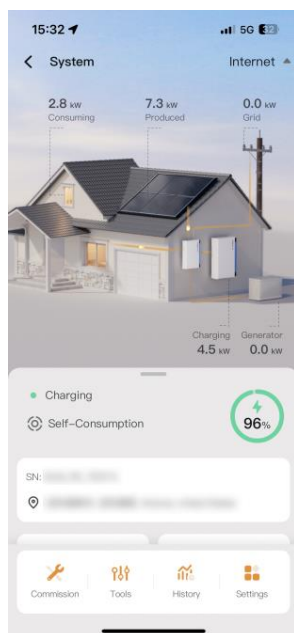 15:32
5G 32
System
Internet
2.8 kW
Consuming
7.3 kW
Produced
0.0 kW
Grid
Charging
4.5 kW
Generator
0.0 kW
Charging
Self-Consumption
96%
SN:
Commission
Tools
History
Settings